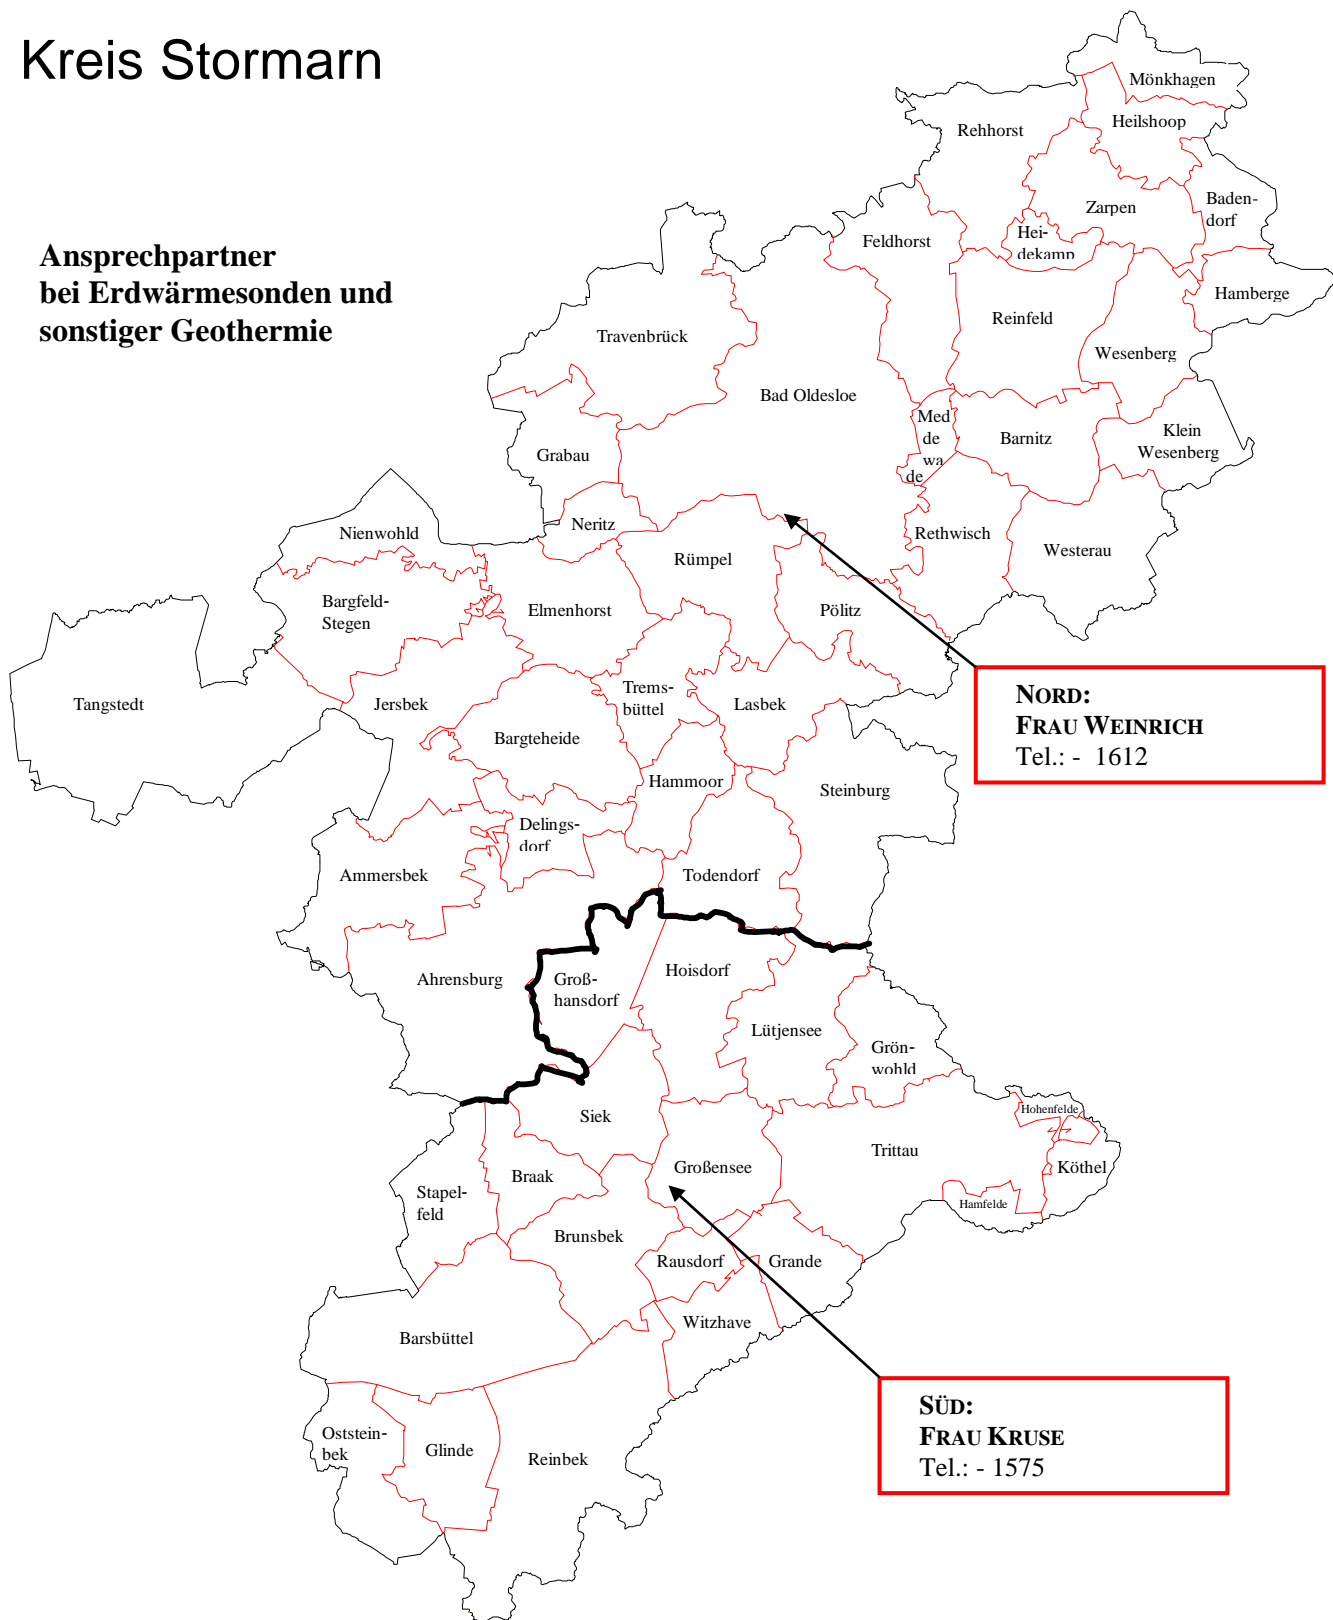 Kreis Stormarn
Ansprechpartner
bei Erdwärmesonden und
sonstiger Geothermie
Mönkhagen
Heilshoop
Rehhorst
Zarpen
Baden-
dorf
Hei-
dekamp
Feldhorst
Hamberge
Reinfeld
Travenbrück
Wesenberg
Bad Oldesloe
Med
de
wa
de
Barnitz
Klein
Wesenberg
Grabau
Neritz
Nienwohld
Rethwisch
Westerau
Rümpel
Bargfeld-
Stegen
Elmenhorst
Pölitz
Tangstedt
Jersbek
Trems-
büttel
Lasbek
NORD:
FRAU WEINRICH
Tel.: - 1612
Bargteheide
Hammoor
Steinburg
Delings-
dorf
Ammersbek
Todendorf
Ahrensburg
Groß-
hansdorf
Hoisdorf
Lütjensee
Grön-
wohld
Siek
Hohenfelde
Trittau
Köthel
Großensee
Braak
Stapel-
feld
Hamfelde
Brunsbek
Rausdorf
Grande
Witzhave
Barsbüttel
SÜD:
FRAU KRUSE
Tel.: - 1575
Oststein-
bek
Glinde
Reinbek